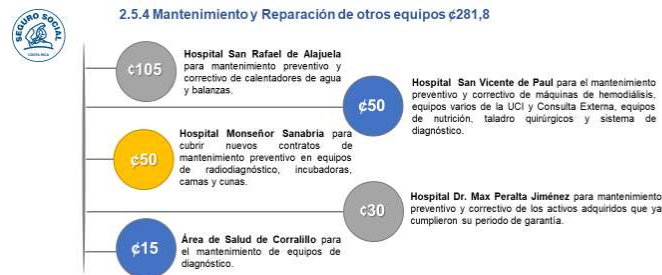 SEGURO SOCIAL
COSTA RICA
2.5.4 Mantenimiento y Reparación de otros equipos ¢281,8
¢105
Hospital San Rafael de Alajuela
para mantenimiento preventivo y
correctivo de calentadores de agua
y balanzas.
¢50
Hospital San Vicente de Paul para el mantenimiento
preventivo y correctivo de máquinas de hemodiálisis,
equipos varios de la UCI y Consulta Externa, equipos
de nutrición, taladro quirúrgicos y sistema de
diagnóstico.
¢50
Hospital Monseñor Sanabria para
cubrir nuevos contratos de
mantenimiento preventivo en equipos
de radiodiagnóstico, incubadoras,
camas y cunas.
¢30
Hospital Dr. Max Peralta Jiménez para mantenimiento
preventivo y correctivo de los activos adquiridos que ya
cumplieron su periodo de garantía.
¢15
Área de Salud de Corralillo para
el mantenimiento de equipos de
diagnóstico.